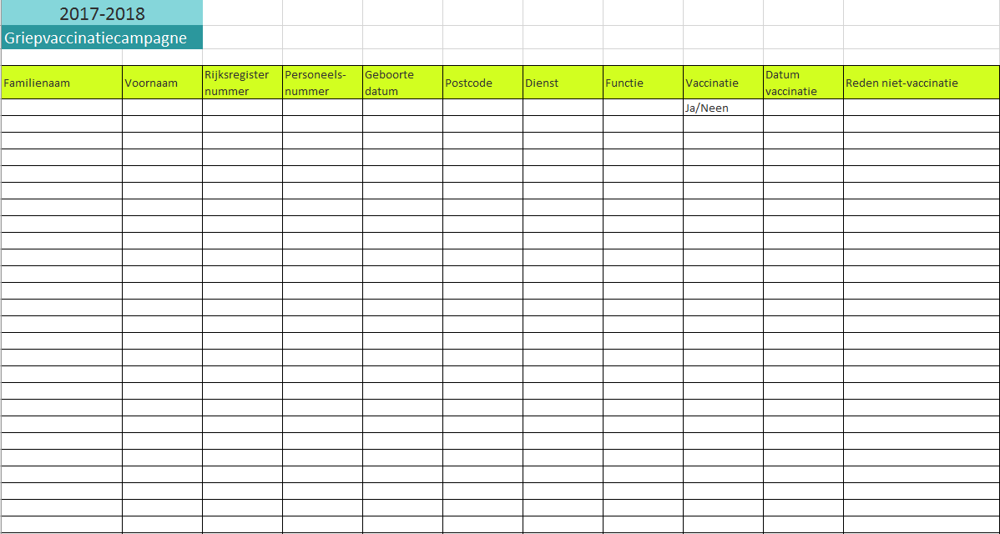 2017-2018
Griepvaccinatiecampagne
Familienaam
Voornaam
Rijksregister
nummer
Personeels-
nummer
Geboorte
datum
Postcode
Dienst
Functie
Vaccinatie
Datum
vaccinatie
Reden niet-vaccinatie
Ja/Neen